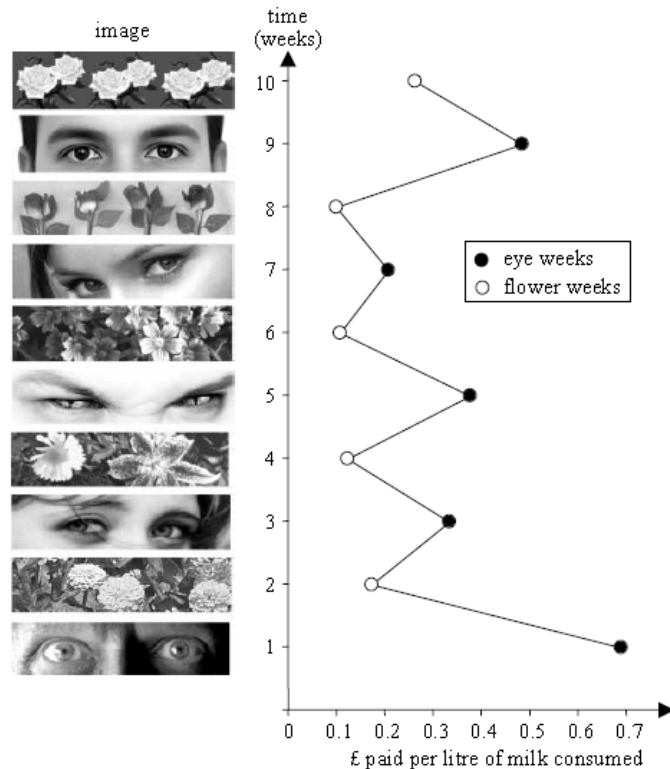 image
time
(weeks)
10
9
8
7
6
5
4
3
2
1
eye weeks
flower weeks
0 0.1 0.2 0.3 0.4 0.5 0.6 0.7
£ paid per litre of milk consumed